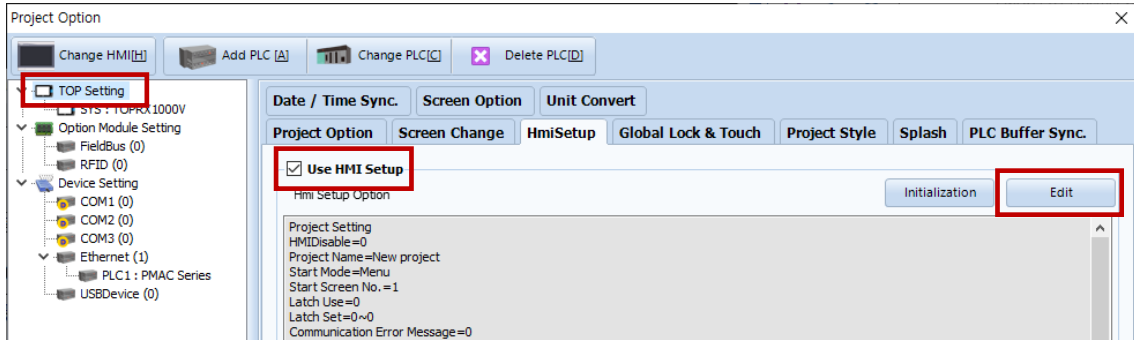 Project Option
Change HMI[H]
Add PLC [A]
Change PLC[C]
Delete PLC[D]
TOP Setting
SYS : TOPRX1000V
Option Module Setting
FieldBus (0)
RFID (0)
Device Setting
COM1 (0)
COM2 (0)
COM3 (0)
Ethernet (1)
PLC1 : PMAC Series
USBDevice (0)
Date / Time Sync.
Screen Option
Unit Convert
Project Option
Screen Change
HmiSetup
Global Lock & Touch
Project Style
Splash
PLC Buffer Sync.
Use HMI Setup
Hmi Setup Option
Initialization
Edit
Project Setting
HMIDisable=0
Project Name=New project
Start Mode=Menu
Start Screen No.=1
Latch Use=0
Latch Set=0~0
Communication Error Message=0